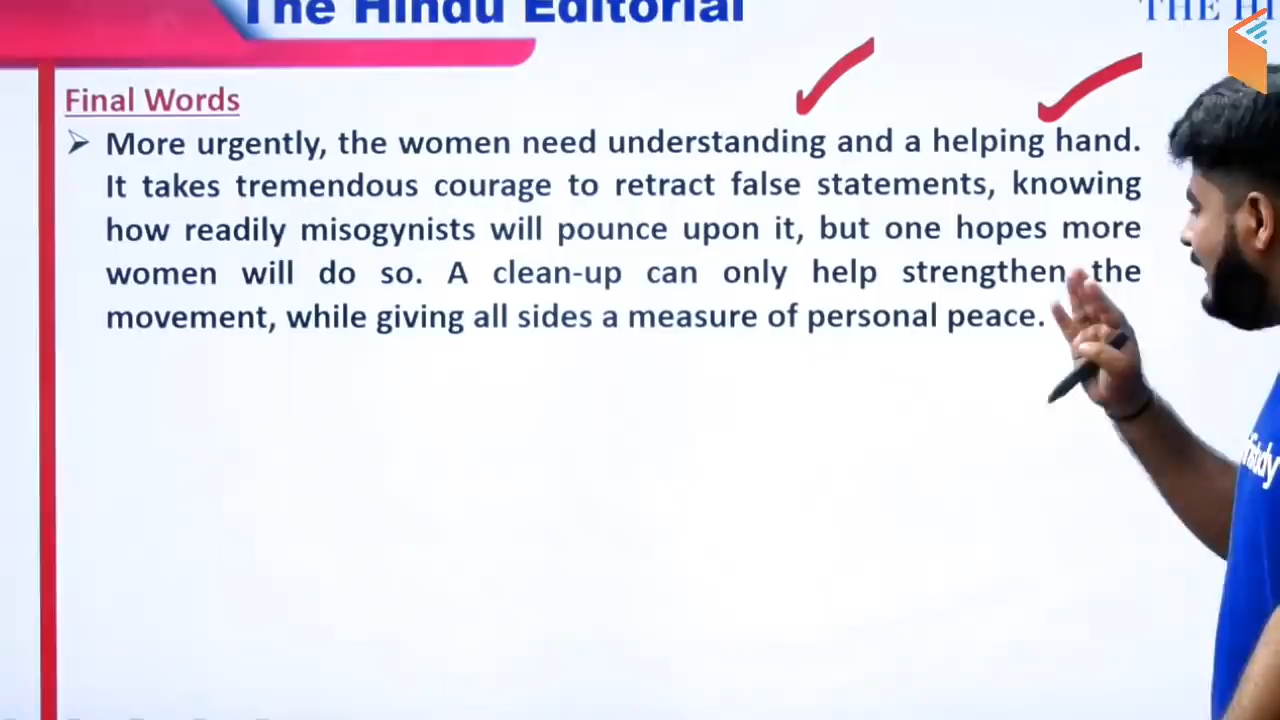 The Hindu Editorial
THE HI
Final Words
➢ More urgently, the women need understanding and a helping hand.
It takes tremendous courage to retract false statements, knowing
how readily misogynists will pounce upon it, but one hopes more
women will do so. A clean-up can only help strengthen the
movement, while giving all sides a measure of personal peace.